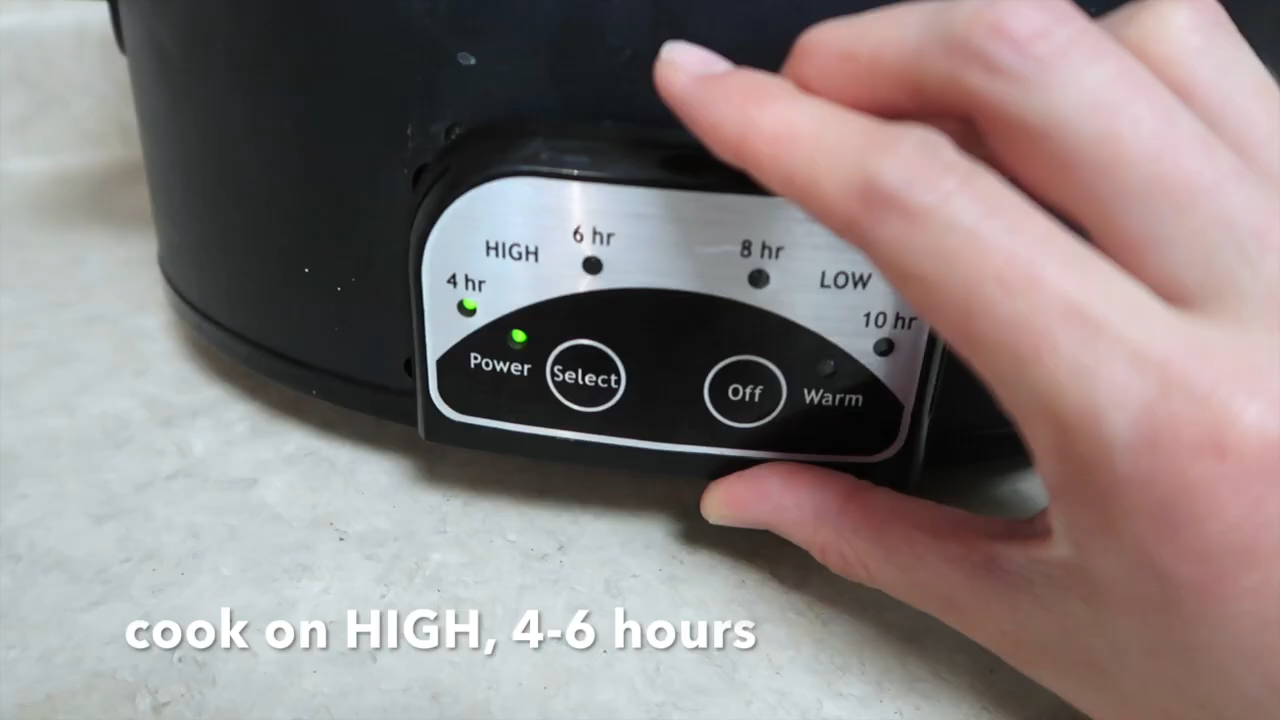 6 hr
8 hr
HIGH
LOW
4 hr
10 hr
Power
Select
Off
Warm
cook on HIGH, 4-6 hours